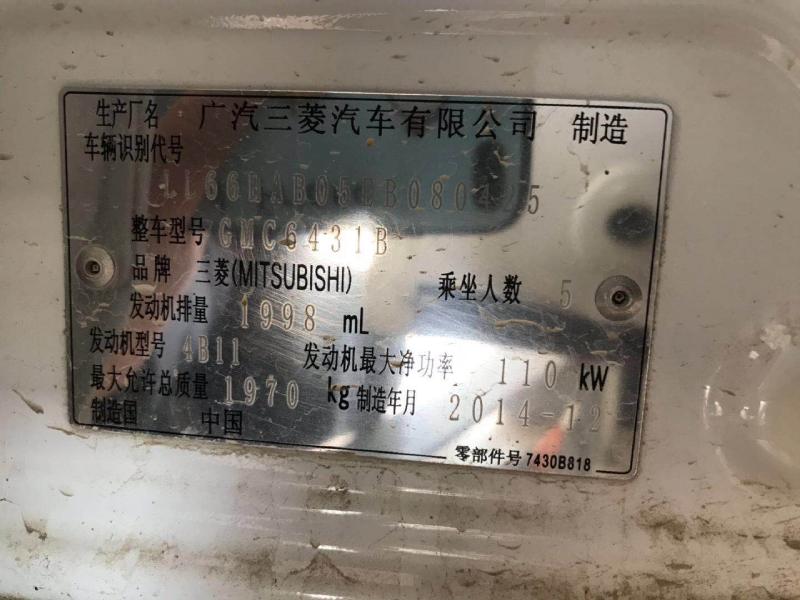 生产厂名 广汽三菱汽车有限公司 制造
车辆识别代号
LL66HAB05EB080425
整车型号 GMC6431B
品牌 三菱(MITSUBISHI) 乘坐人数 5
发动机排量 1998 mL
发动机型号 4B11 发动机最大净功率 110 kW
最大允许总质量 1970 kg 制造年月 2014-12
制造国 中国
零部件号 7430B818